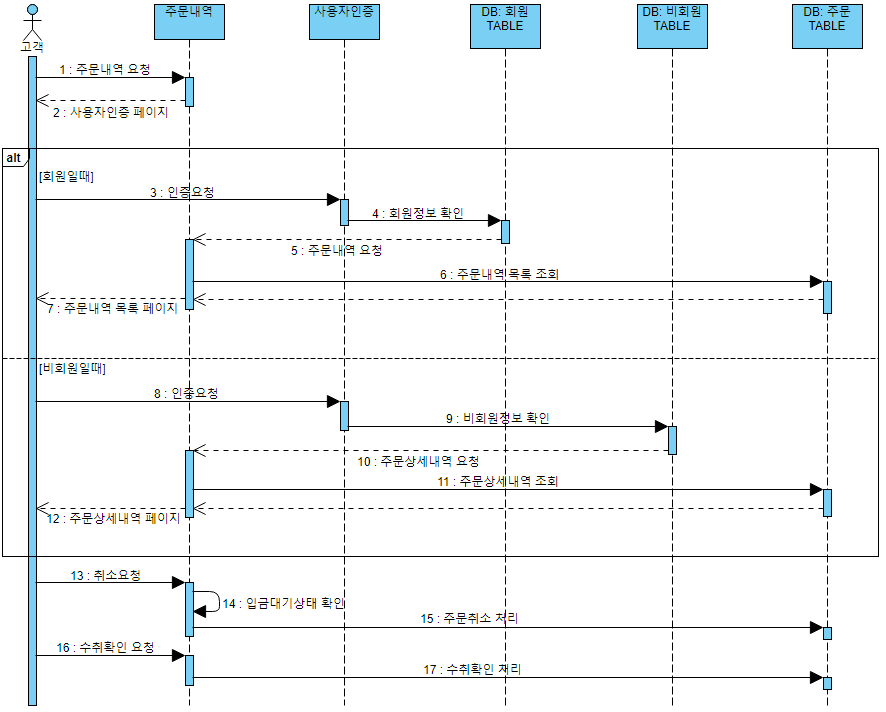 주문내역
사용자인증
DB: 회원
TABLE
DB: 비회원
TABLE
DB: 주문
TABLE
고객
1 : 주문내역 요청
2 : 사용자인증 페이지
alt
[회원일때]
3 : 인증요청
4 : 회원정보 확인
5 : 주문내역 요청
6 : 주문내역 목록 조회
7 : 주문내역 목록 페이지
[비회원일때]
8 : 인증요청
9 : 비회원정보 확인
10 : 주문상세내역 요청
11 : 주문상세내역 조회
12 : 주문상세내역 페이지
13 : 취소요청
14 : 입금대기상태 확인
15 : 주문취소 처리
16 : 수취확인 요청
17 : 수취확인 처리